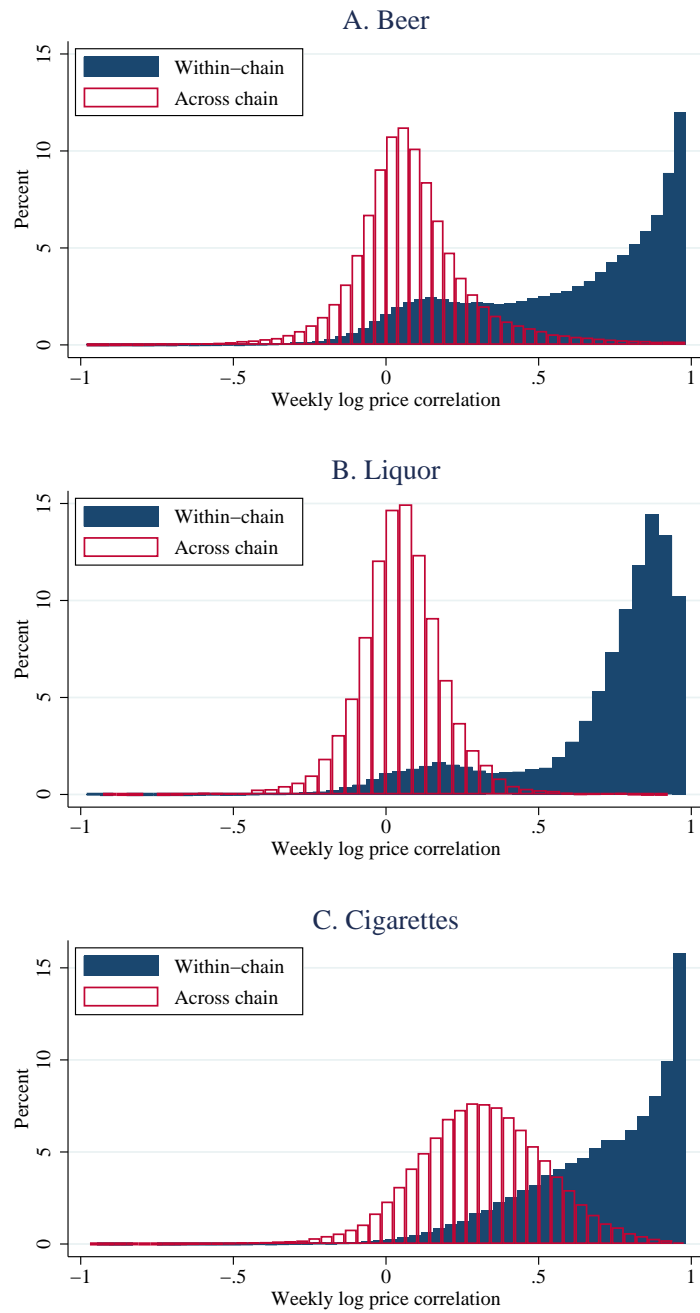 A. Beer
15
10
5
0
Percent
Within−chain
Across chain
−1
−.5
0
.5
1
Weekly log price correlation
B. Liquor
15
10
5
0
Percent
Within−chain
Across chain
−1
−.5
0
.5
1
Weekly log price correlation
C. Cigarettes
15
10
5
0
Percent
Within−chain
Across chain
−1
−.5
0
.5
1
Weekly log price correlation